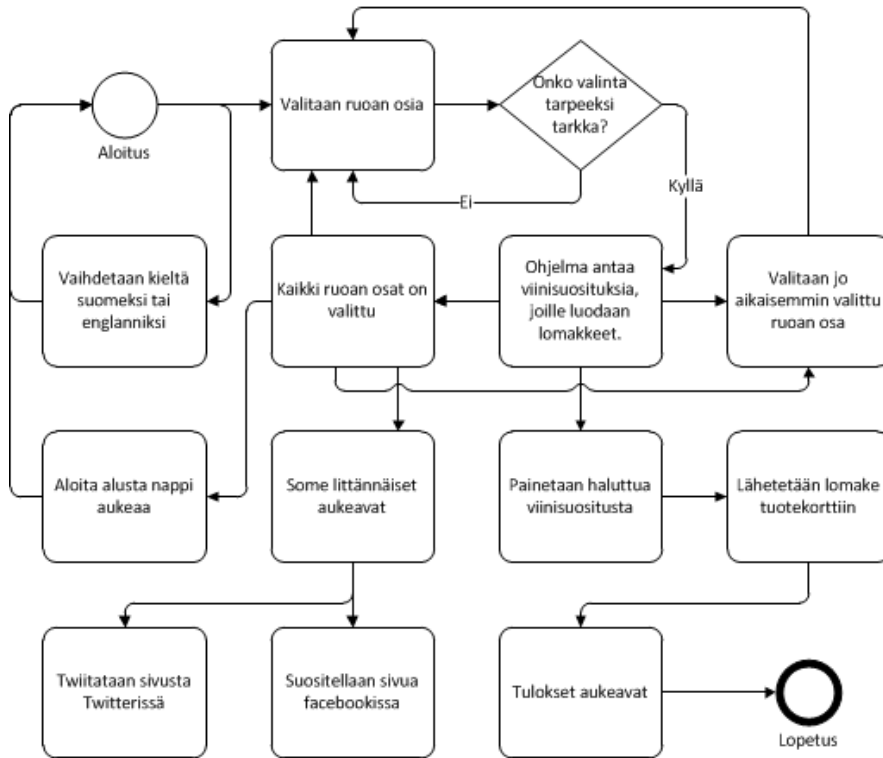 Aloitus
Valitaan ruoan osia
Onko valinta
tarpeeksi
tarkka?
Ei
Kyllä
Vaihdetaan kieltä
suomeksi tai
englanniksi
Kaikki ruoan osat on
valittu
Ohjelma antaa
viinisuosituksia,
joille luodaan
lomakkeet.
Valitaan jo
aikaisemmin valittu
ruoan osa
Aloita alusta nappi
aukeaa
Some littännäiset
aukeavat
Painetaan haluttua
viinisuositusta
Lähetetään lomake
tuotekorttiin
Twiitataan sivusta
Twitterissä
Suositellaan sivua
facebookissa
Tulokset aukeavat
Lopetus